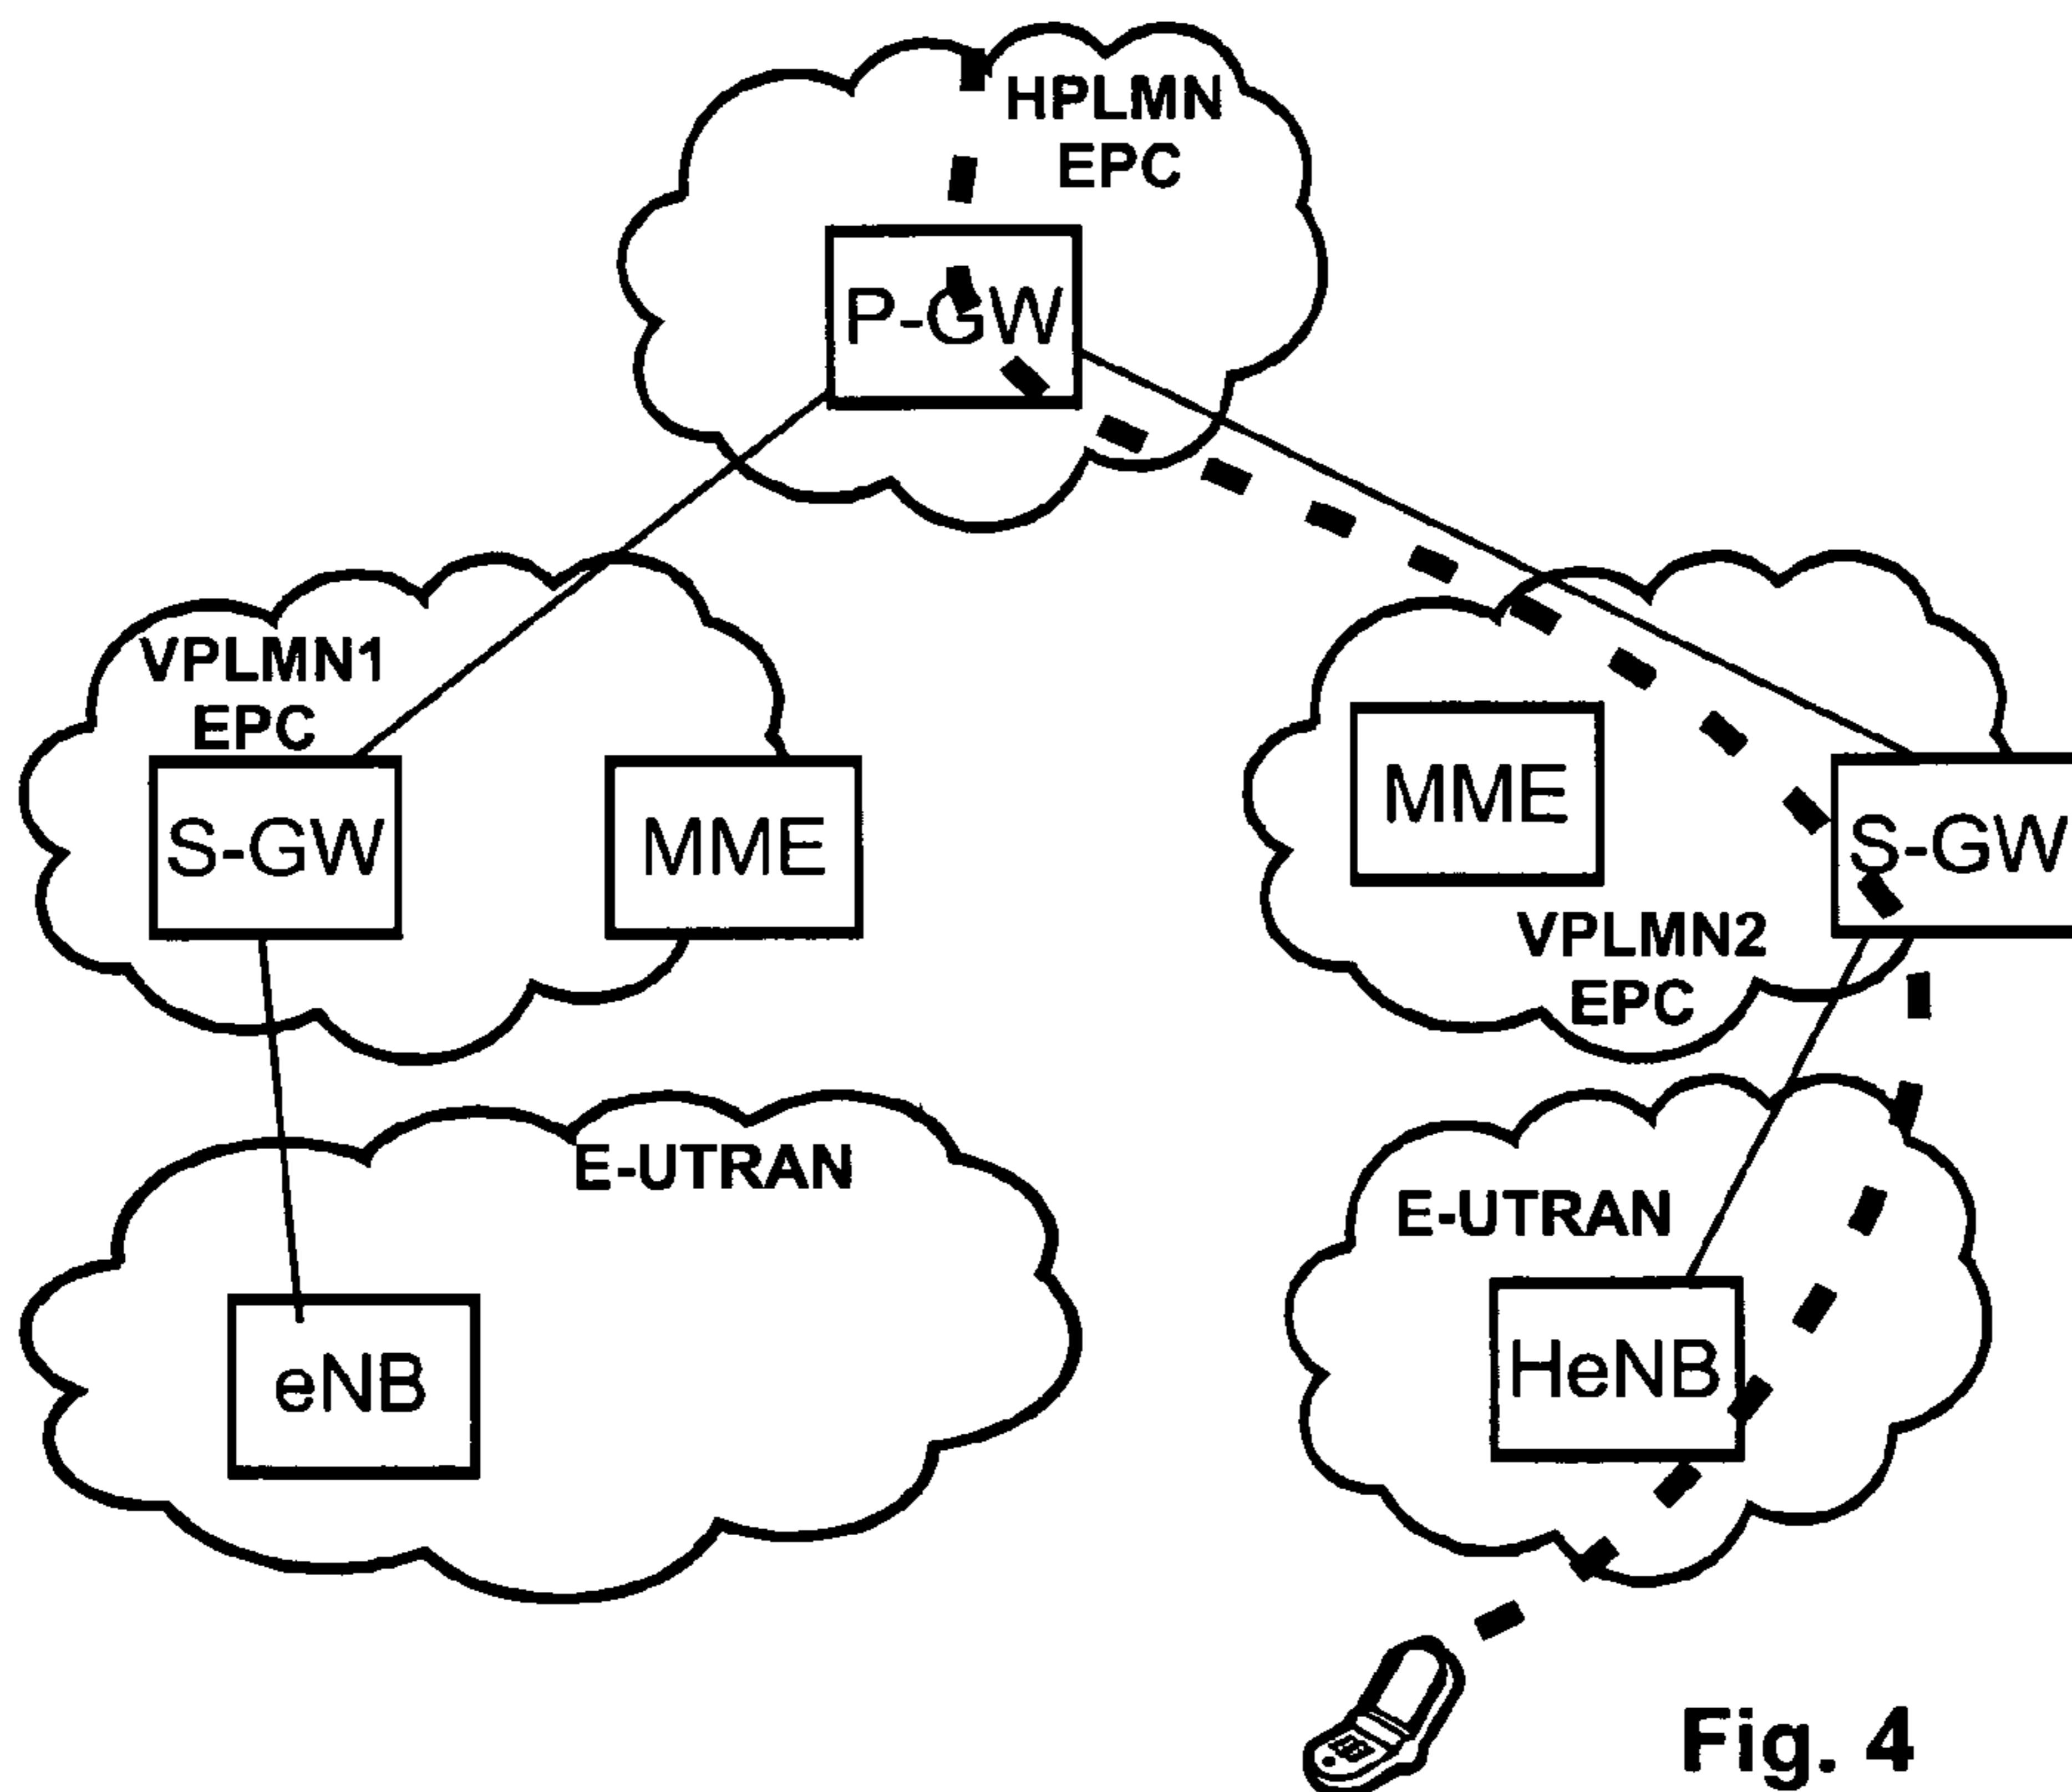 HPLMN
EPC
P-GW
VPLMN1
EPC
S-GW
MME
MME
S-GW
VPLMN2
EPC
E-UTRAN
eNB
E-UTRAN
HeNB
Fig. 4